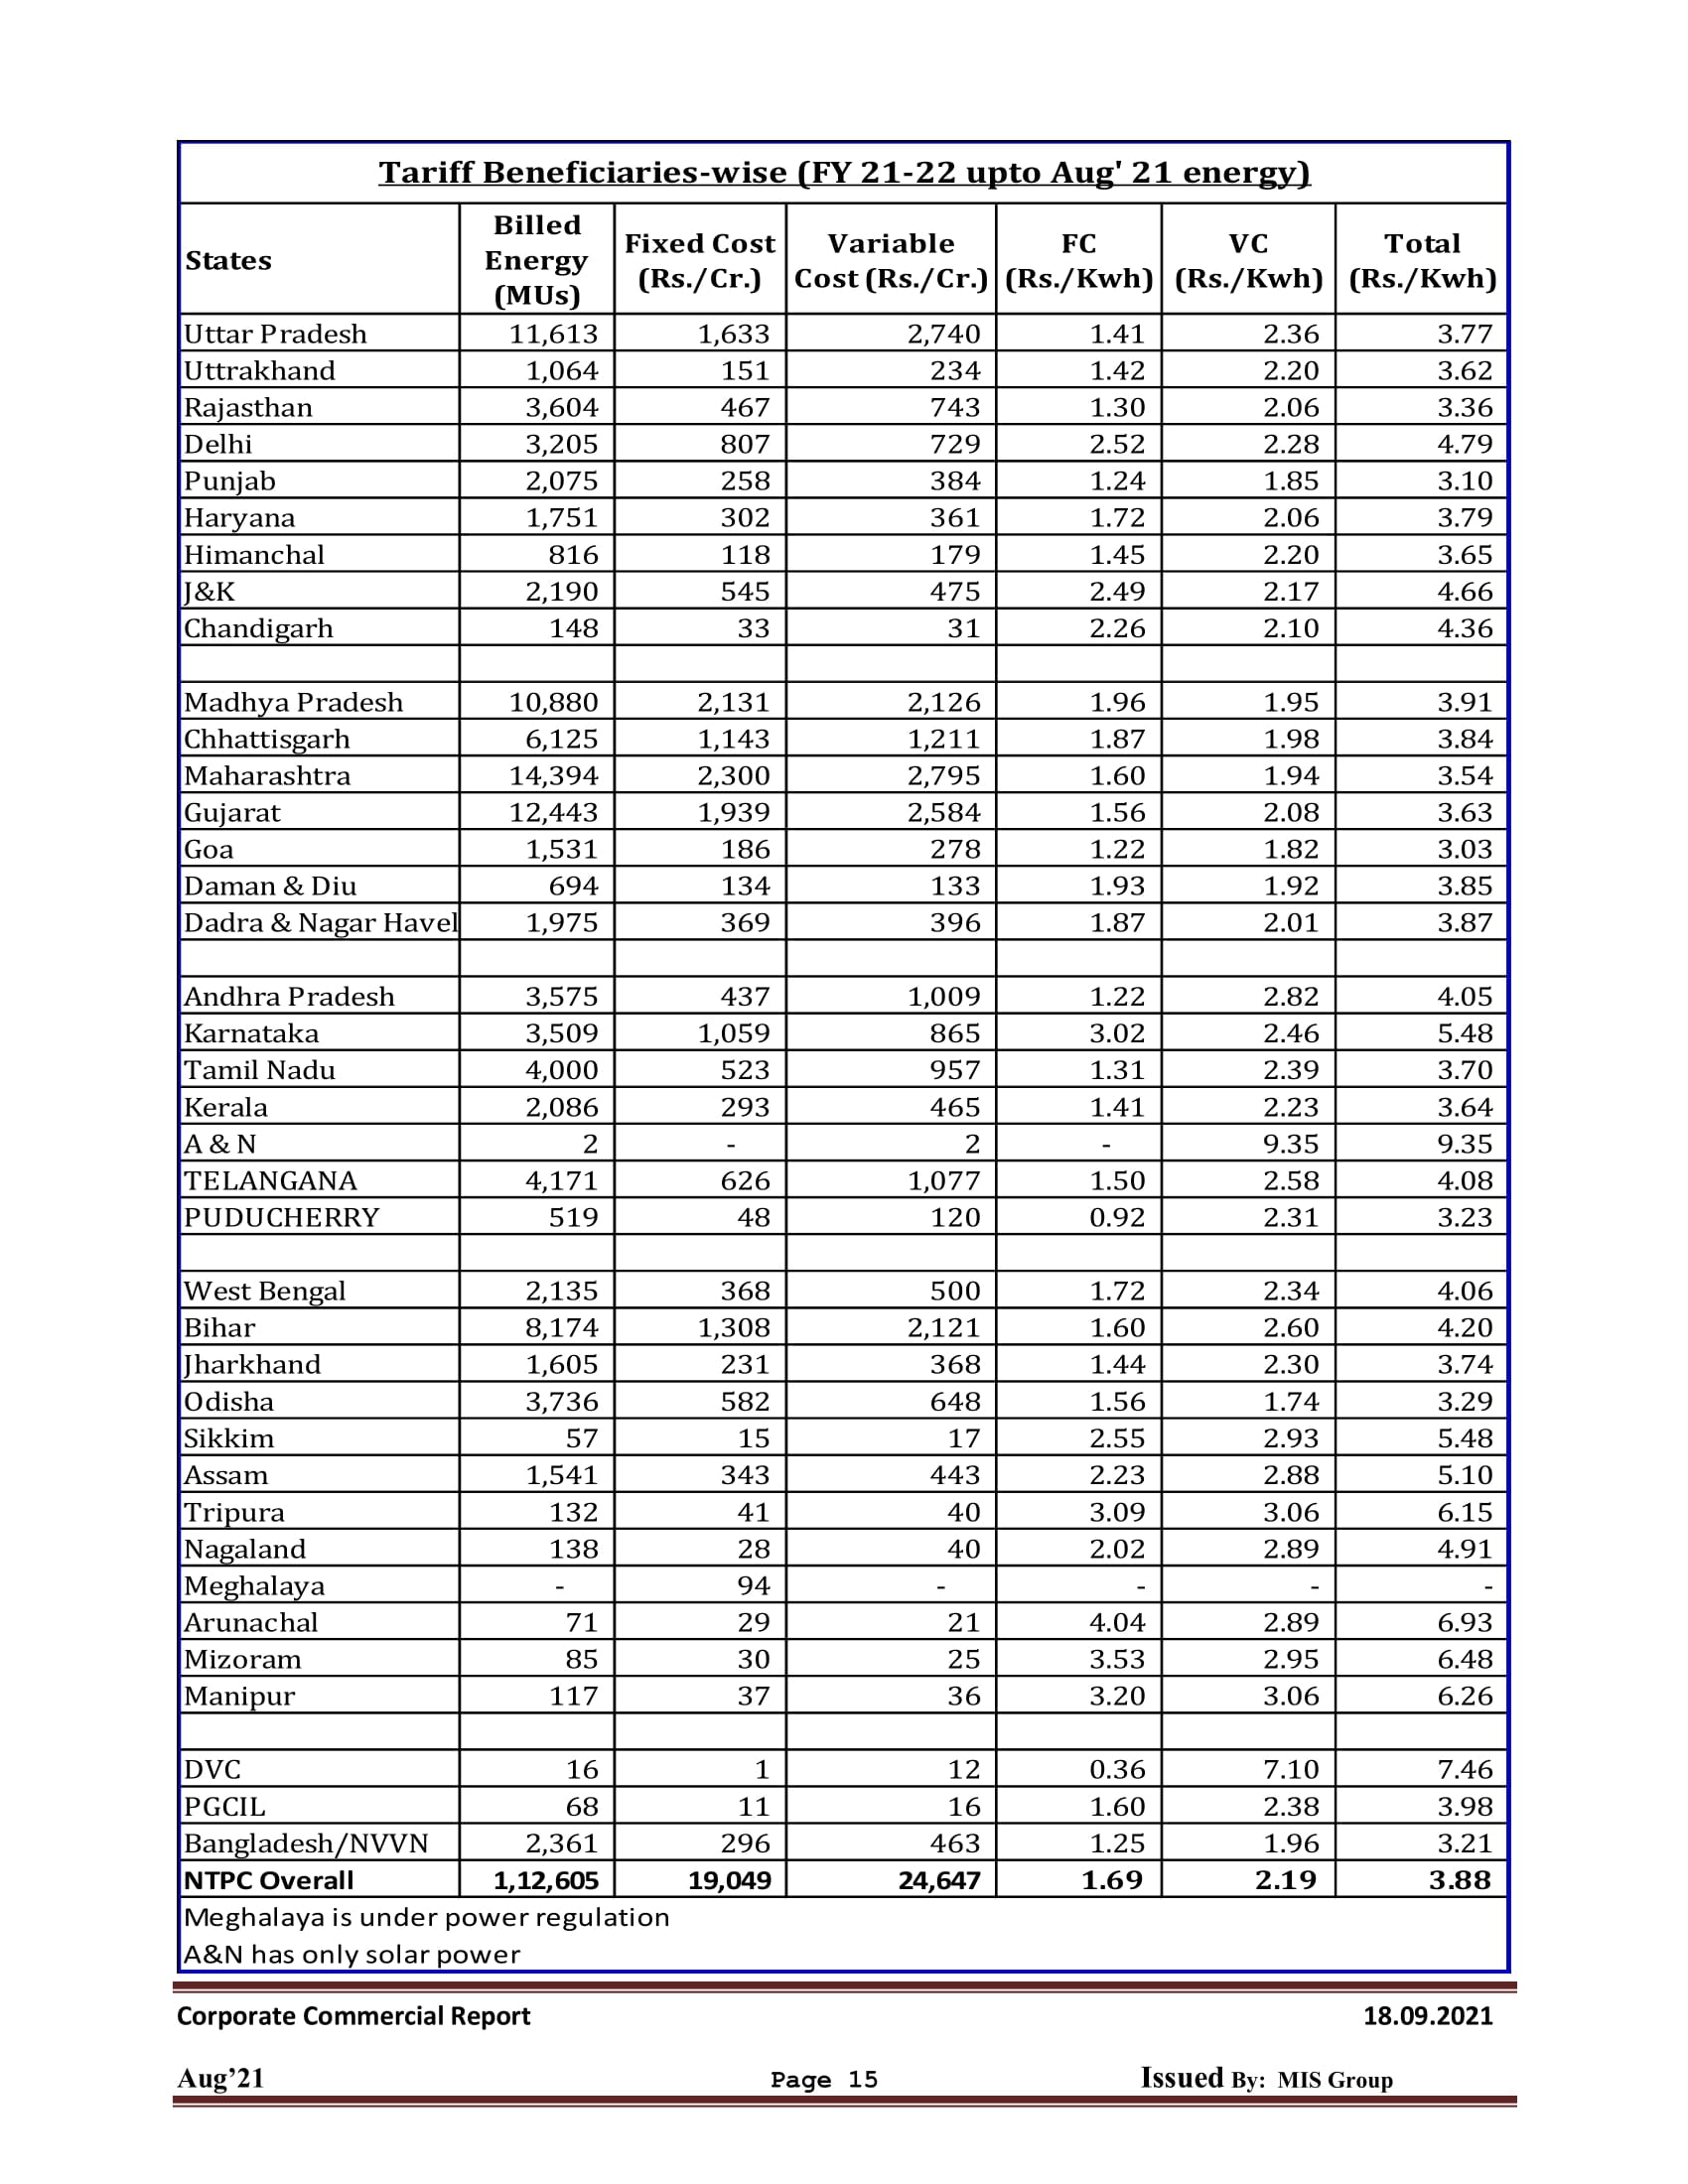 Tariff Beneficiaries-wise (FY 21-22 upto Aug' 21 energy)
States Billed Energy (MUs) Fixed Cost (Rs./Cr.) Variable Cost (Rs./Cr.) FC (Rs./Kwh) VC (Rs./Kwh) Total (Rs./Kwh)
Uttar Pradesh 11,613 1,633 2,740 1.41 2.36 3.77
Uttrakhand 1,064 151 234 1.42 2.20 3.62
Rajasthan 3,604 467 743 1.30 2.06 3.36
Delhi 3,205 807 729 2.52 2.28 4.79
Punjab 2,075 258 384 1.24 1.85 3.10
Haryana 1,751 302 361 1.72 2.06 3.79
Himanchal 816 118 179 1.45 2.20 3.65
J&K 2,190 545 475 2.49 2.17 4.66
Chandigarh 148 33 31 2.26 2.10 4.36
Madhya Pradesh 10,880 2,131 2,126 1.96 1.95 3.91
Chhattisgarh 6,125 1,143 1,211 1.87 1.98 3.84
Maharashtra 14,394 2,300 2,795 1.60 1.94 3.54
Gujarat 12,443 1,939 2,584 1.56 2.08 3.63
Goa 1,531 186 278 1.22 1.82 3.03
Daman & Diu 694 134 133 1.93 1.92 3.85
Dadra & Nagar Havel 1,975 369 396 1.87 2.01 3.87
Andhra Pradesh 3,575 437 1,009 1.22 2.82 4.05
Karnataka 3,509 1,059 865 3.02 2.46 5.48
Tamil Nadu 4,000 523 957 1.31 2.39 3.70
Kerala 2,086 293 465 1.41 2.23 3.64
A & N 2 - 2 - 9.35 9.35
TELANGANA 4,171 626 1,077 1.50 2.58 4.08
PUDUCHERRY 519 48 120 0.92 2.31 3.23
West Bengal 2,135 368 500 1.72 2.34 4.06
Bihar 8,174 1,308 2,121 1.60 2.60 4.20
Jharkhand 1,605 231 368 1.44 2.30 3.74
Odisha 3,736 582 648 1.56 1.74 3.29
Sikkim 57 15 17 2.55 2.93 5.48
Assam 1,541 343 443 2.23 2.88 5.10
Tripura 132 41 40 3.09 3.06 6.15
Nagaland 138 28 40 2.02 2.89 4.91
Meghalaya - 94 - - - -
Arunachal 71 29 21 4.04 2.89 6.93
Mizoram 85 30 25 3.53 2.95 6.48
Manipur 117 37 36 3.20 3.06 6.26
DVC 16 1 12 0.36 7.10 7.46
PGCIL 68 11 16 1.60 2.38 3.98
Bangladesh/NVVN 2,361 296 463 1.25 1.96 3.21
NTPC Overall 1,12,605 19,049 24,647 1.69 2.19 3.88
Meghalaya is under power regulation
A&N has only solar power
Corporate Commercial Report 18.09.2021
Aug’21 Page 15 Issued By: MIS Group